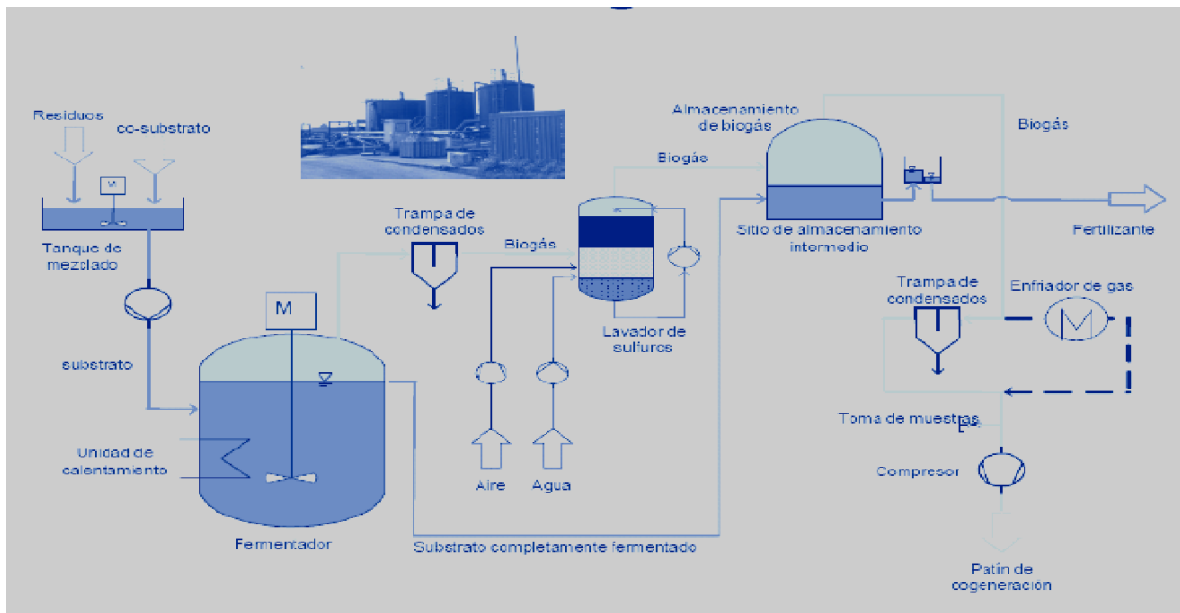 Residuos
co-substrato
M
Tanque de
mezclado
substrato
Unidad de
calentamiento
M
Fermentador
Trampa de
condensados
Biogás
Aire
Agua
Substrato completamente fermentado
Lavador de
sulfuros
Biogás
Almacenamiento
de biogás
Sitio de almacenamiento
intermedio
Biogás
Fertilizante
Trampa de
condensados
Enfriador de gas
M
Toma de muestras
Compresor
Patín de
cogeneración